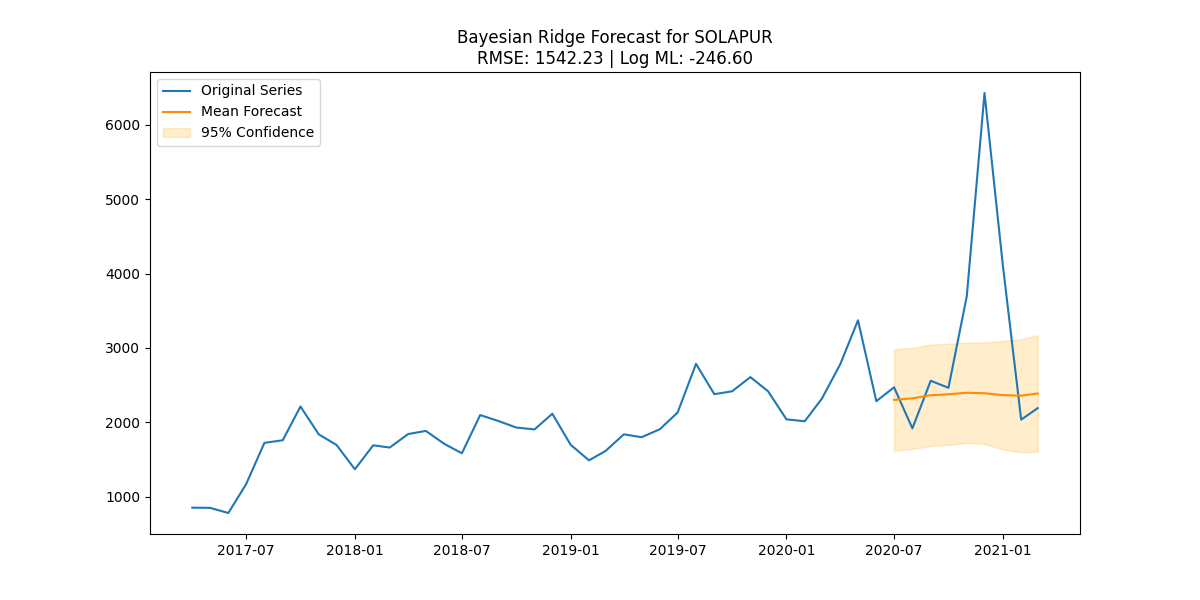 Bayesian Ridge Forecast for SOLAPUR
RMSE: 1542.23 | Log ML: -246.60
Original Series
Mean Forecast
95% Confidence
6000
5000
4000
3000
2000
1000
2017-07
2018-01
2018-07
2019-01
2019-07
2020-01
2020-07
2021-01